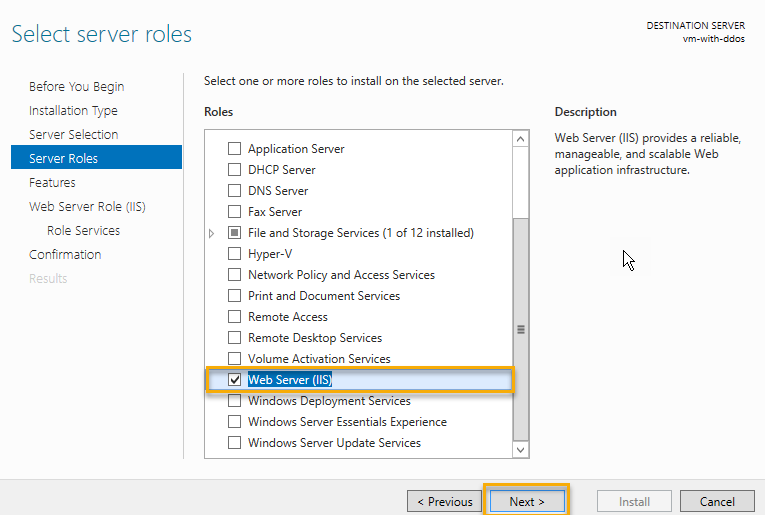 Select server roles
DESTINATION SERVER
vm-with-ddos
Before You Begin
Installation Type
Server Selection
Server Roles
Features
Web Server Role (IIS)
Role Services
Confirmation
Results
Select one or more roles to install on the selected server.
Roles
Application Server
DHCP Server
DNS Server
Fax Server
File and Storage Services (1 of 12 installed)
Hyper-V
Network Policy and Access Services
Print and Document Services
Remote Access
Remote Desktop Services
Volume Activation Services
Web Server (IIS)
Windows Deployment Services
Windows Server Essentials Experience
Windows Server Update Services
Description
Web Server (IIS) provides a reliable,
manageable, and scalable Web
application infrastructure.
< Previous
Next >
Install
Cancel